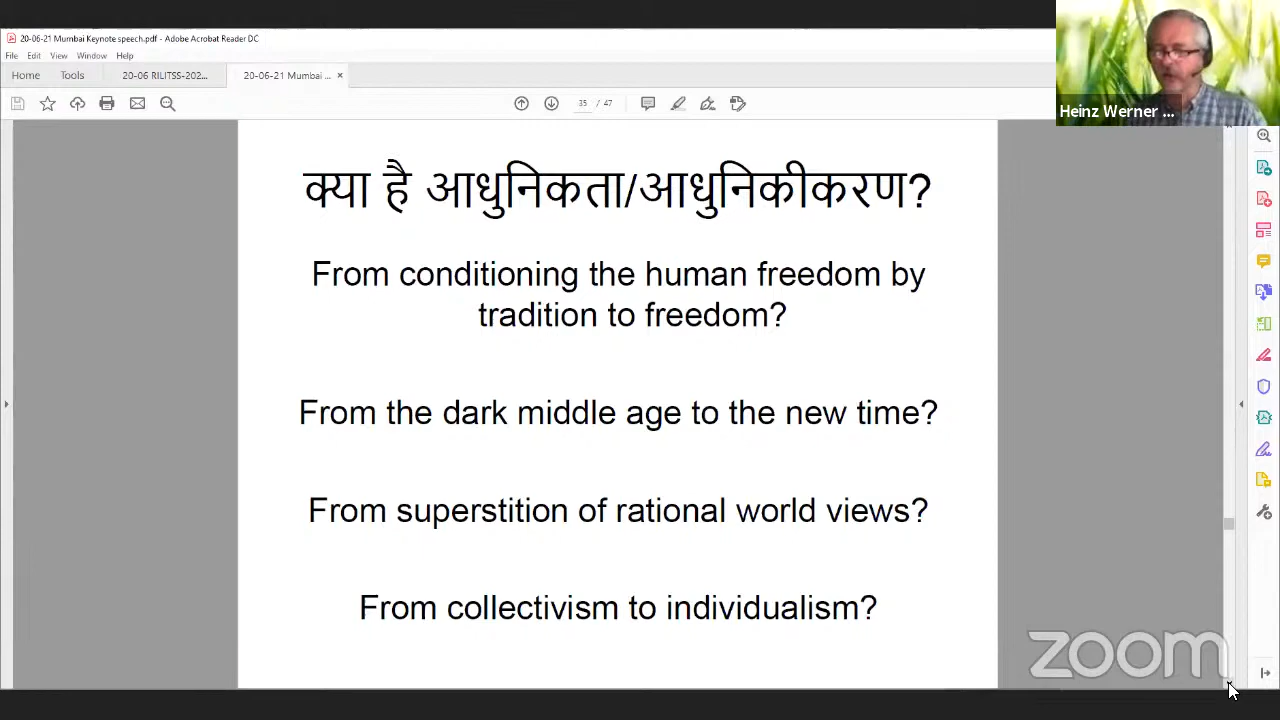 20-06-21 Mumbai Keynote speech.pdf - Adobe Acrobat Reader DC
File Edit View Window Help
Home Tools 20-06 RILITSS-202... 20-06-21 Mumbai ... ×
35 / 47
Heinz Werner ...
क्या है आधुनिकता/आधुनिकीकरण?
From conditioning the human freedom by
tradition to freedom?
From the dark middle age to the new time?
From superstition of rational world views?
From collectivism to individualism?
zoom